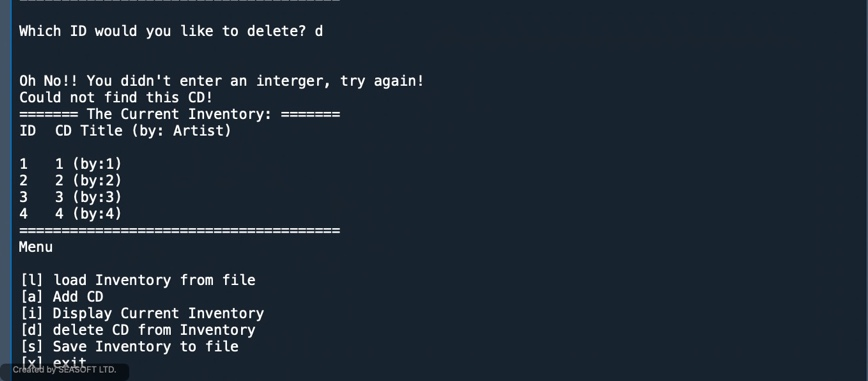 ======================================
Which ID would you like to delete? d
Oh No!! You didn't enter an interger, try again!
Could not find this CD!
======= The Current Inventory: =======
ID CD Title (by: Artist)
1 1 (by:1)
2 2 (by:2)
3 3 (by:3)
4 4 (by:4)
======================================
Menu
[l] load Inventory from file
[a] Add CD
[i] Display Current Inventory
[d] delete CD from Inventory
[s] Save Inventory to file
[x] exit
Created by SEASOFT LTD.